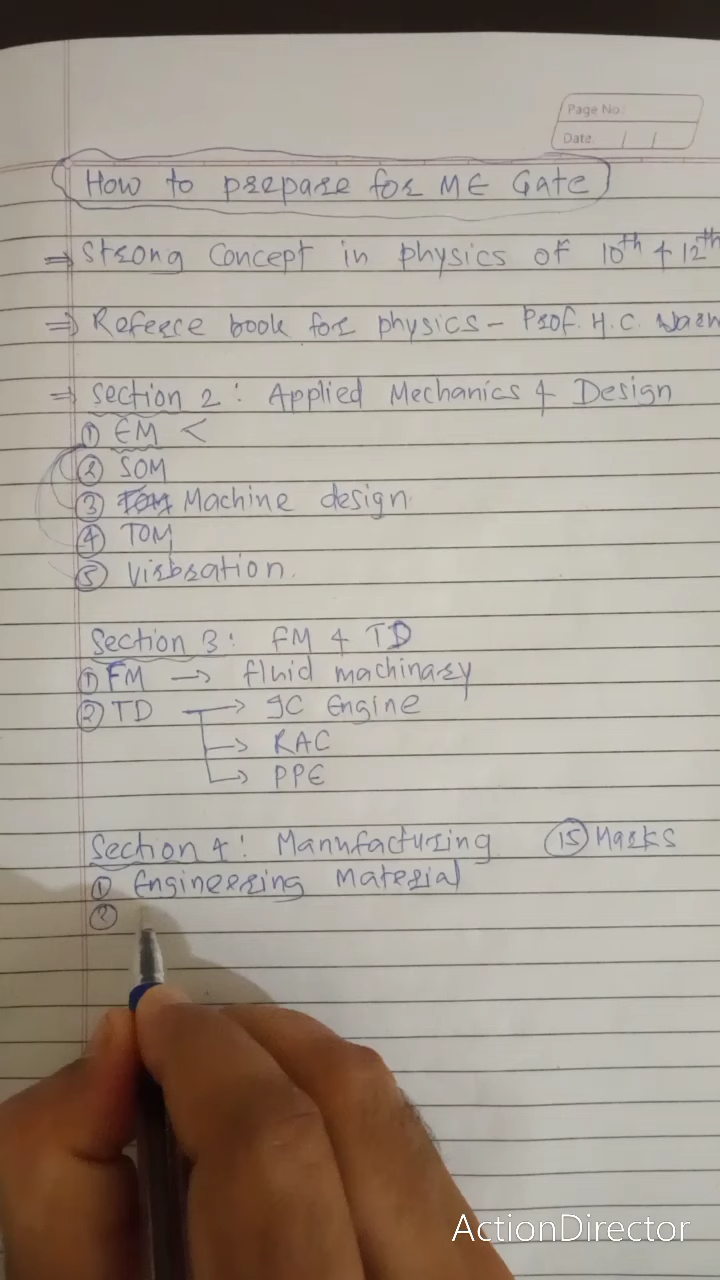 Page No:
Date: / /
How to prepare for ME Gate
⇒ Strong Concept in physics of 10th & 12th
⇒ Referse book for physics - Prof. H.C.
⇒ Section 2: Applied Mechanics & Design
① EM <
② SOM
③ Machine design.
④ TOM
⑤ Virbration.
Section 3: FM & TD
① FM → fluid machinary
② TD → IC Engine
→ RAC
→ PPE
Section 4: Manufacturing ⑮ Marks
① Engineering Material
②
ActionDirector